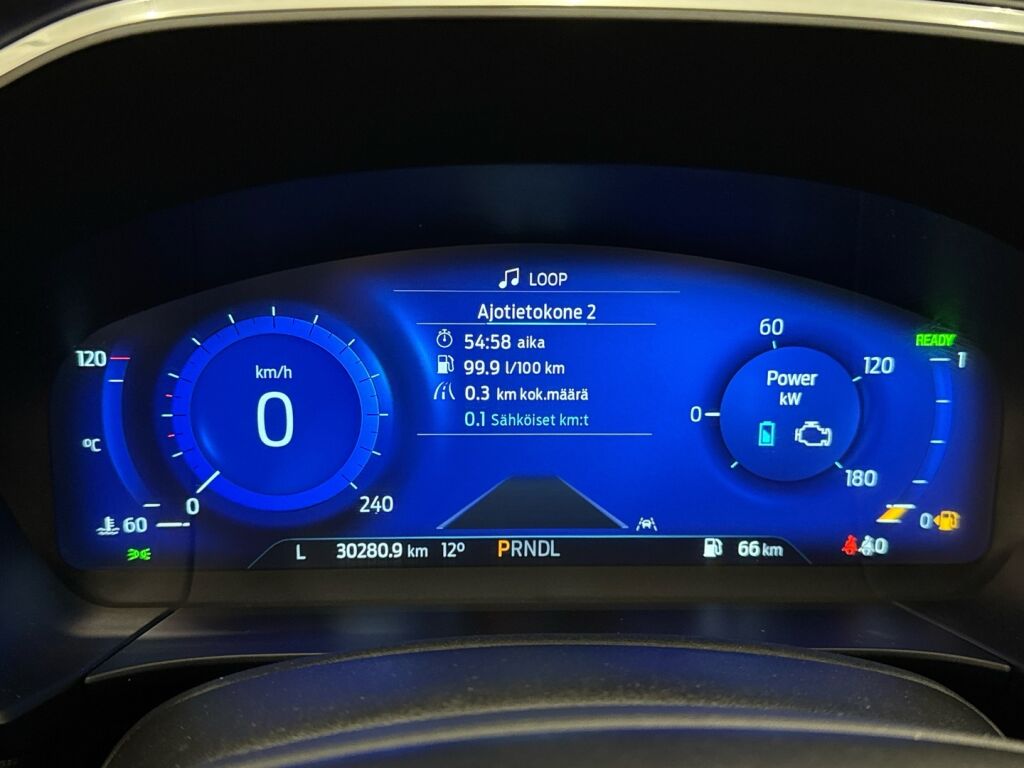 LOOP
Ajotietokone 2
54:58 aika
99.9 l/100 km
0.3 km kok.määrä
0.1 Sähköiset km:t
120
°C
60
km/h
0
0
240
Power
kW
0
60
120
180
READY
1
0
L 30280.9 km 12° PRNDL 66 km